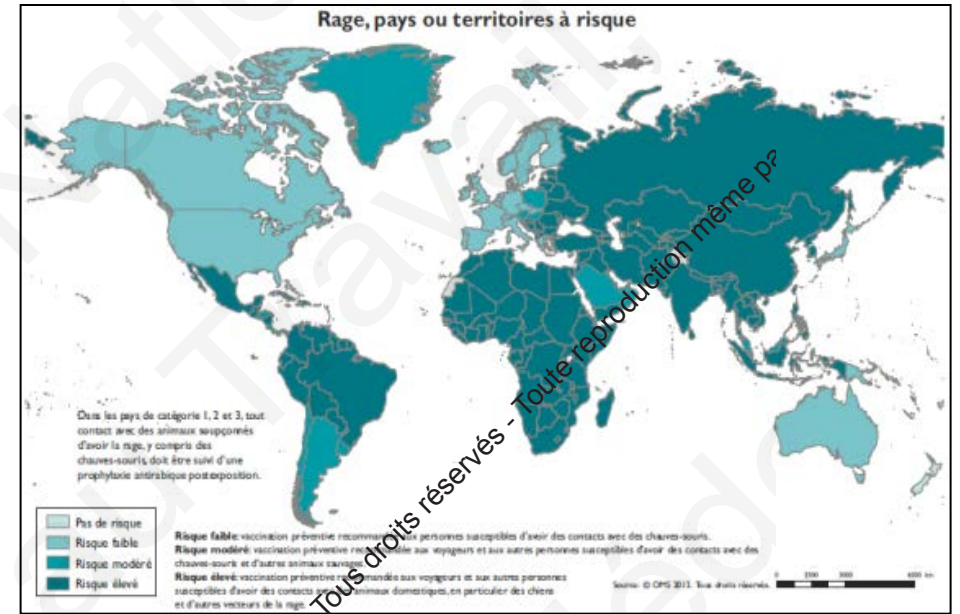 Rage, pays ou territoires à risque
Dans les pays de catégorie 1, 2 et 3, tout
contact avec des animaux soupçonnés
d'avoir la rage, y compris des
chauves-souris, doit être suivi d'une
prophylaxie antirabique postexposition.
Pas de risque
Risque faible
Risque modéré
Risque élevé
Risque faible: vaccination préventive recommandée aux personnes susceptibles d'avoir des contacts avec des chauves-souris.
Risque modéré: vaccination préventive recommandée aux voyageurs et aux autres personnes susceptibles d'avoir des contacts avec des
chauves-souris et d'autres animaux sauvages.
Risque élevé: vaccination préventive recommandée aux voyageurs et aux autres personnes
susceptibles d'avoir des contacts avec des animaux domestiques, en particulier des chiens
et d'autres vecteurs de la rage.
Source: © OMS 2012. Tous droits réservés.
Tous droits réservés - Toute reproduction même pa
Nati
Travail